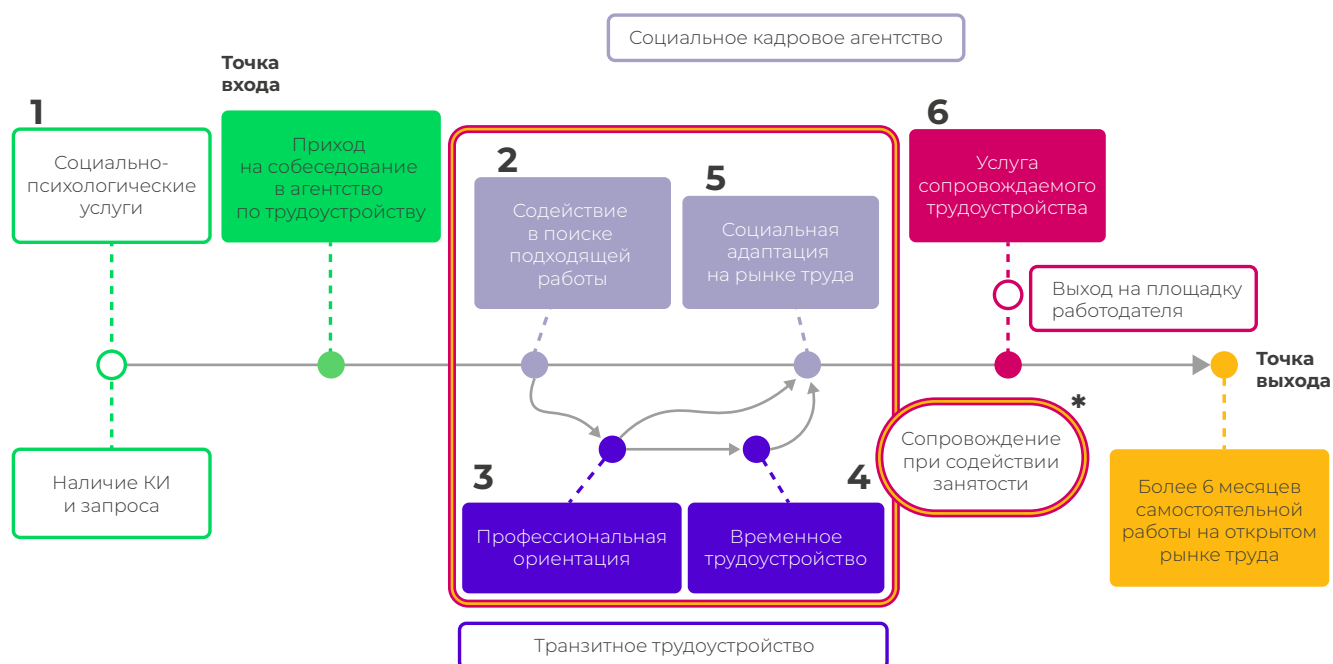 Социальное кадровое агентство
Точка
входа
1
Социально-
психологические
услуги
Приход
на собеседование
в агентство
по трудоустройству
2
Содействие
в поиске
подходящей
работы
5
Социальная
адаптация
на рынке труда
6
Услуга
сопровождаемого
трудоустройства
Выход на площадку
работодателя
Точка
выхода
Наличие КИ
и запроса
3
Профессиональная
ориентация
4
Временное
трудоустройство
*
Сопровождение
при содействии
занятости
Более 6 месяцев
самостоятельной
работы на открытом
рынке труда
Транзитное трудоустройство